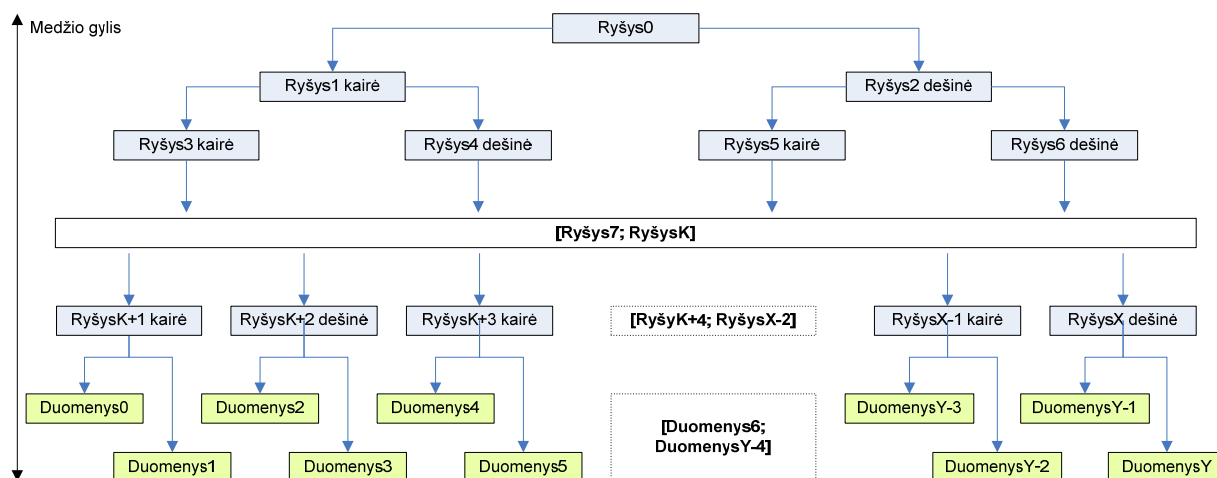 Medžio gylis
Ryšys0
Ryšys1 kairė
Ryšys2 dešinė
Ryšys3 kairė
Ryšys4 dešinė
Ryšys5 kairė
Ryšys6 dešinė
[Ryšys7; RyšysK]
RyšysK+1 kairė
RyšysK+2 dešinė
RyšysK+3 kairė
[RyšyK+4; RyšysX-2]
RyšysX-1 kairė
RyšysX dešinė
Duomenys0
Duomenys2
Duomenys4
[Duomenys6;
DuomenysY-4]
DuomenysY-3
DuomenysY-1
Duomenys1
Duomenys3
Duomenys5
DuomenysY-2
DuomenysY